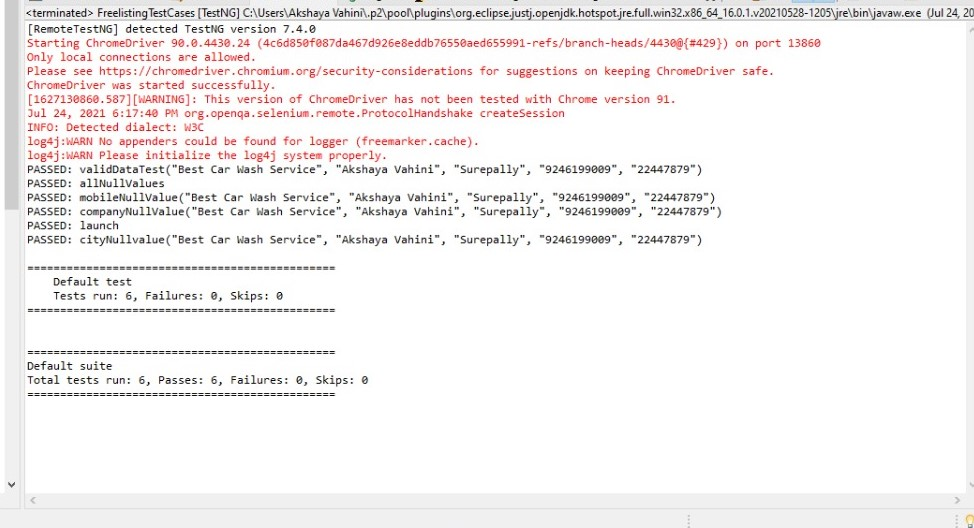 <terminated> FreelistingTestCases [TestNG] C:\Users\Akshaya Vahini\.p2\pool\plugins\org.eclipse.justj.openjdk.hotspot.jre.full.win32.x86_64_16.0.1.v20210528-1205\jre\bin\javaw.exe (Jul 24, 20
[RemoteTestNG] detected TestNG version 7.4.0
Starting ChromeDriver 90.0.4430.24 (4c6d850f087da467d926e8eddb76550aed655991-refs/branch-heads/4430@{#429}) on port 13860
Only local connections are allowed.
Please see https://chromedriver.chromium.org/security-considerations for suggestions on keeping ChromeDriver safe.
ChromeDriver was started successfully.
[1627130860.587][WARNING]: This version of ChromeDriver has not been tested with Chrome version 91.
Jul 24, 2021 6:17:40 PM org.openqa.selenium.remote.ProtocolHandshake createSession
INFO: Detected dialect: W3C
log4j:WARN No appenders could be found for logger (freemarker.cache).
log4j:WARN Please initialize the log4j system properly.
PASSED: validDataTest("Best Car Wash Service", "Akshaya Vahini", "Surepally", "9246199009", "22447879")
PASSED: allNullValues
PASSED: mobileNullValue("Best Car Wash Service", "Akshaya Vahini", "Surepally", "9246199009", "22447879")
PASSED: companyNullValue("Best Car Wash Service", "Akshaya Vahini", "Surepally", "9246199009", "22447879")
PASSED: launch
PASSED: cityNullvalue("Best Car Wash Service", "Akshaya Vahini", "Surepally", "9246199009", "22447879")
===============================================
Default test
Tests run: 6, Failures: 0, Skips: 0
===============================================
===============================================
Default suite
Total tests run: 6, Passes: 6, Failures: 0, Skips: 0
===============================================